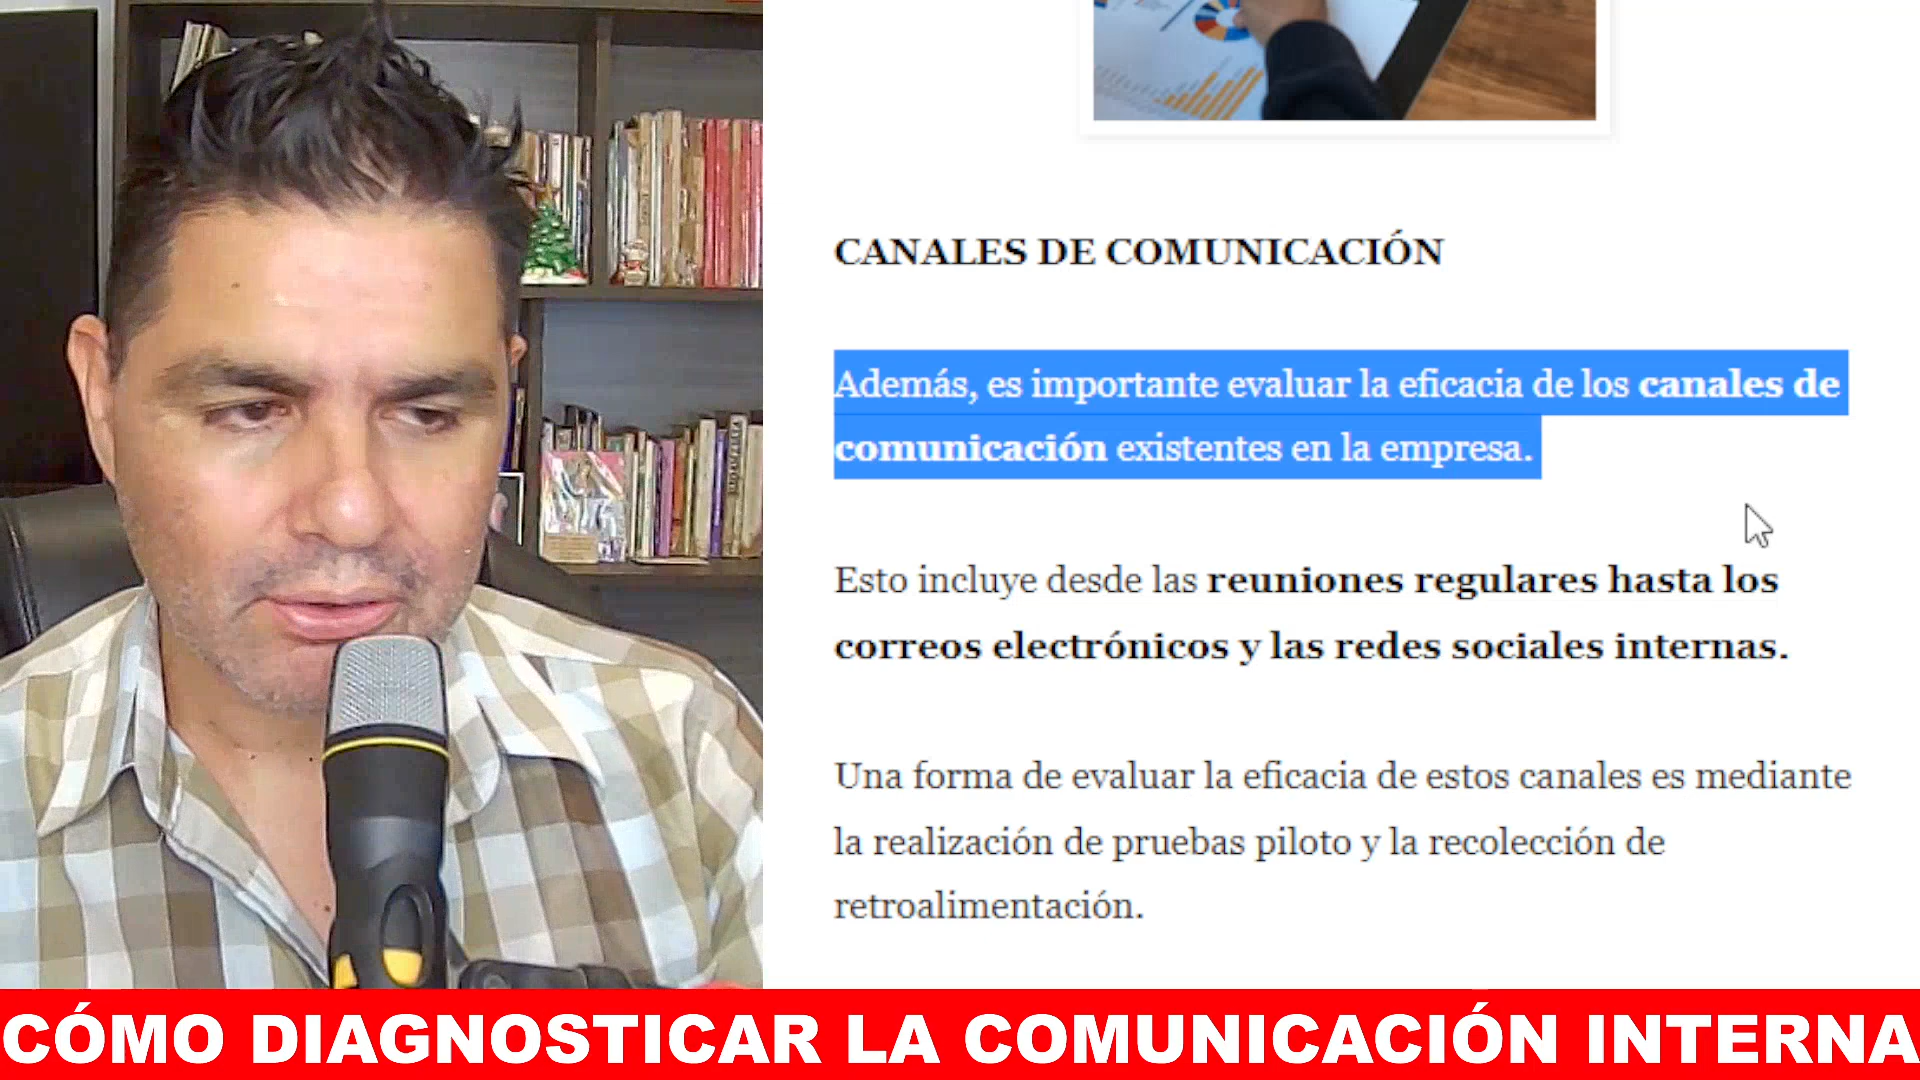 CANALES DE COMUNICACIÓN
Además, es importante evaluar la eficacia de los canales de
comunicación existentes en la empresa.
Esto incluye desde las reuniones regulares hasta los
correos electrónicos y las redes sociales internas.
Una forma de evaluar la eficacia de estos canales es mediante
la realización de pruebas piloto y la recolección de
retroalimentación.
CÓMO DIAGNOSTICAR LA COMUNICACIÓN INTERNA